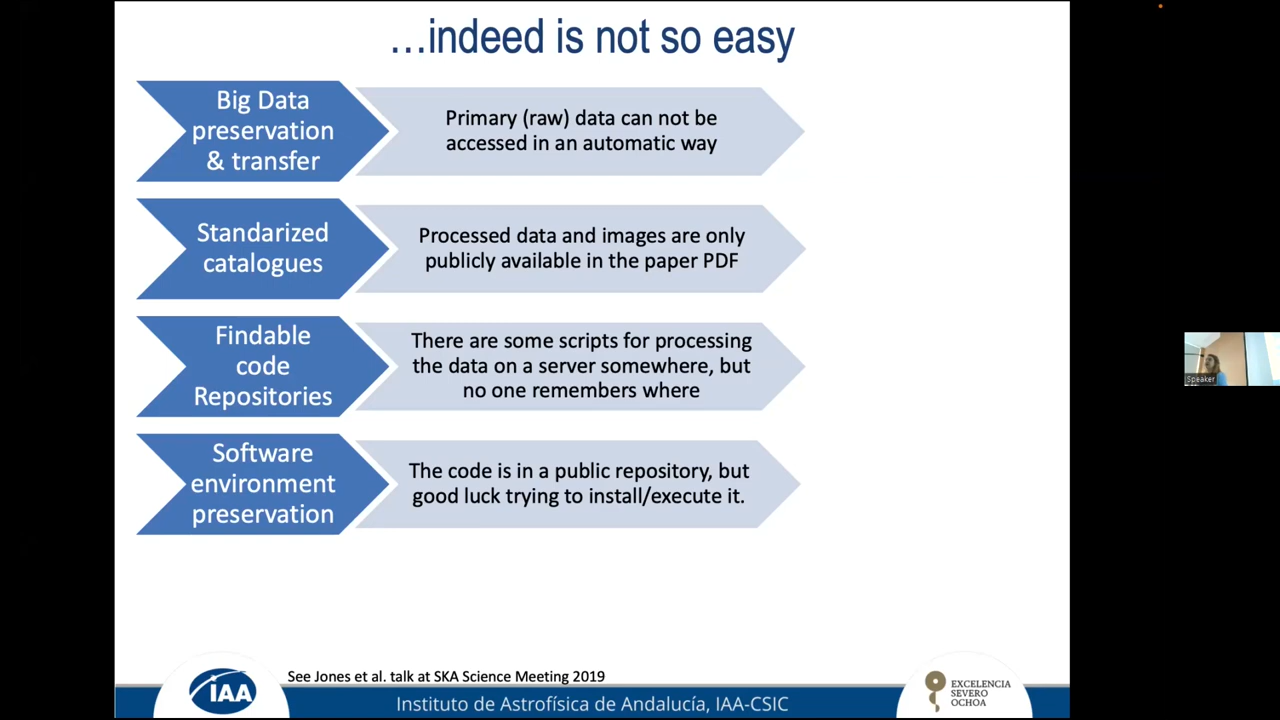 …indeed is not so easy
Big Data
preservation
& transfer
Primary (raw) data can not be
accessed in an automatic way
Standarized
catalogues
Processed data and images are only
publicly available in the paper PDF
Findable
code
Repositories
There are some scripts for processing
the data on a server somewhere, but
no one remembers where
Software
environment
preservation
The code is in a public repository, but
good luck trying to install/execute it.
See Jones et al. talk at SKA Science Meeting 2019
IAA
Instituto de Astrofísica de Andalucía, IAA-CSIC
EXCELENCIA
SEVERO
OCHOA
Speaker